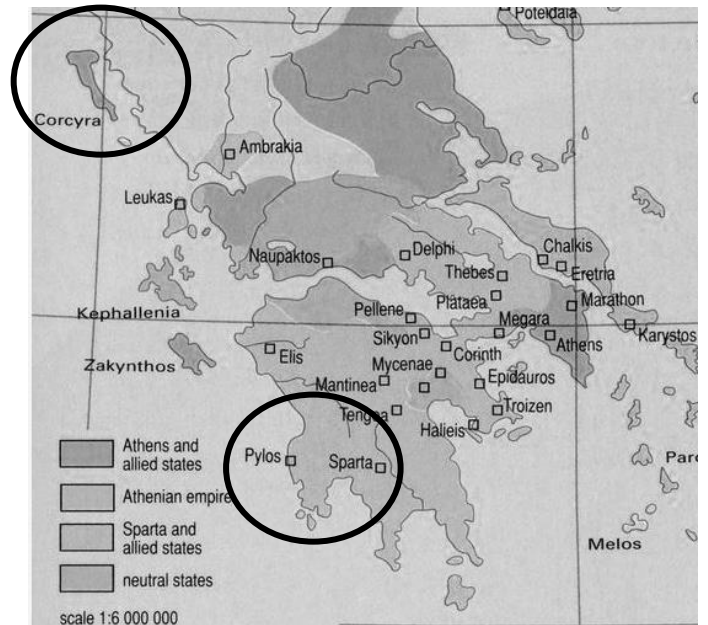 Poteidaia
Corcyra
Ambrakia
Leukas
Delphi
Chalkis
Naupaktos
Thebes
Eretria
Plataea
Marathon
Kephallenia
Pellene
Megara
Sikyon
Karystos
Athens
Elis
Corinth
Zakynthos
Mycenae
Epidauros
Mantinea
Tengea
Troizen
Halieis
Pylos
Sparta
Athens and
allied states
Athenian empire
Sparta and
allied states
neutral states
Melos
scale 1:6 000 000